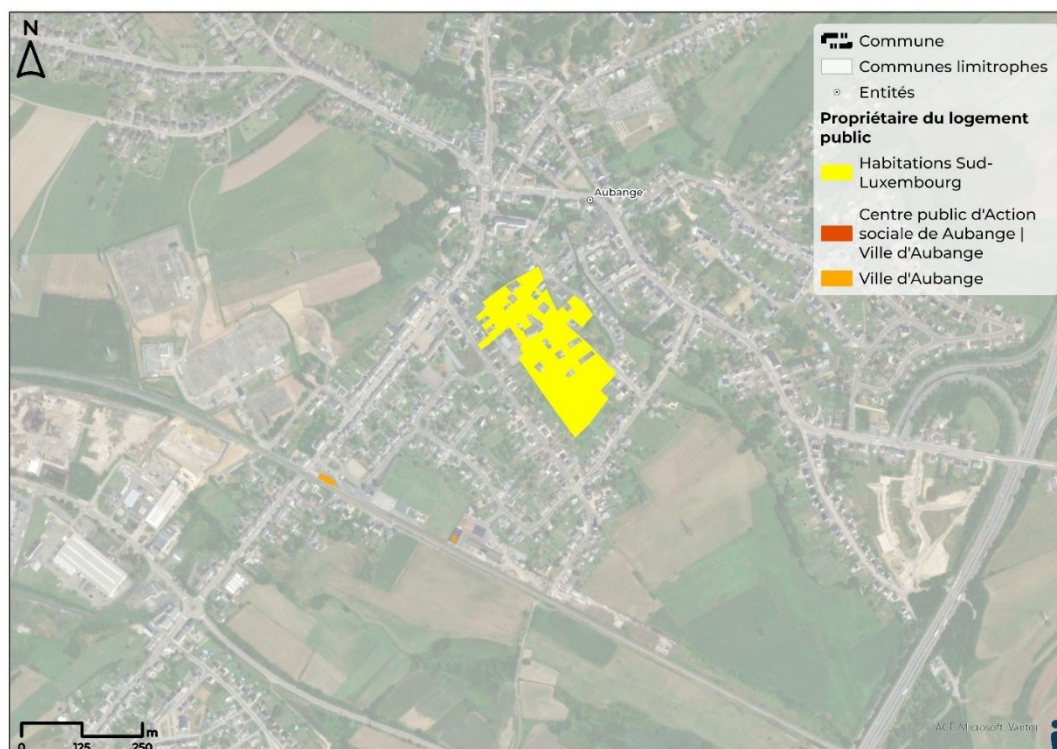 N
Commune
Communes limitrophes
Entités
Propriétaire du logement
public
Habitations Sud-
Luxembourg
Centre public d'Action
sociale de Aubange |
Ville d'Aubange
Ville d'Aubange
Aubange
m
0 125 250
ACT, Microsoft, Vantor